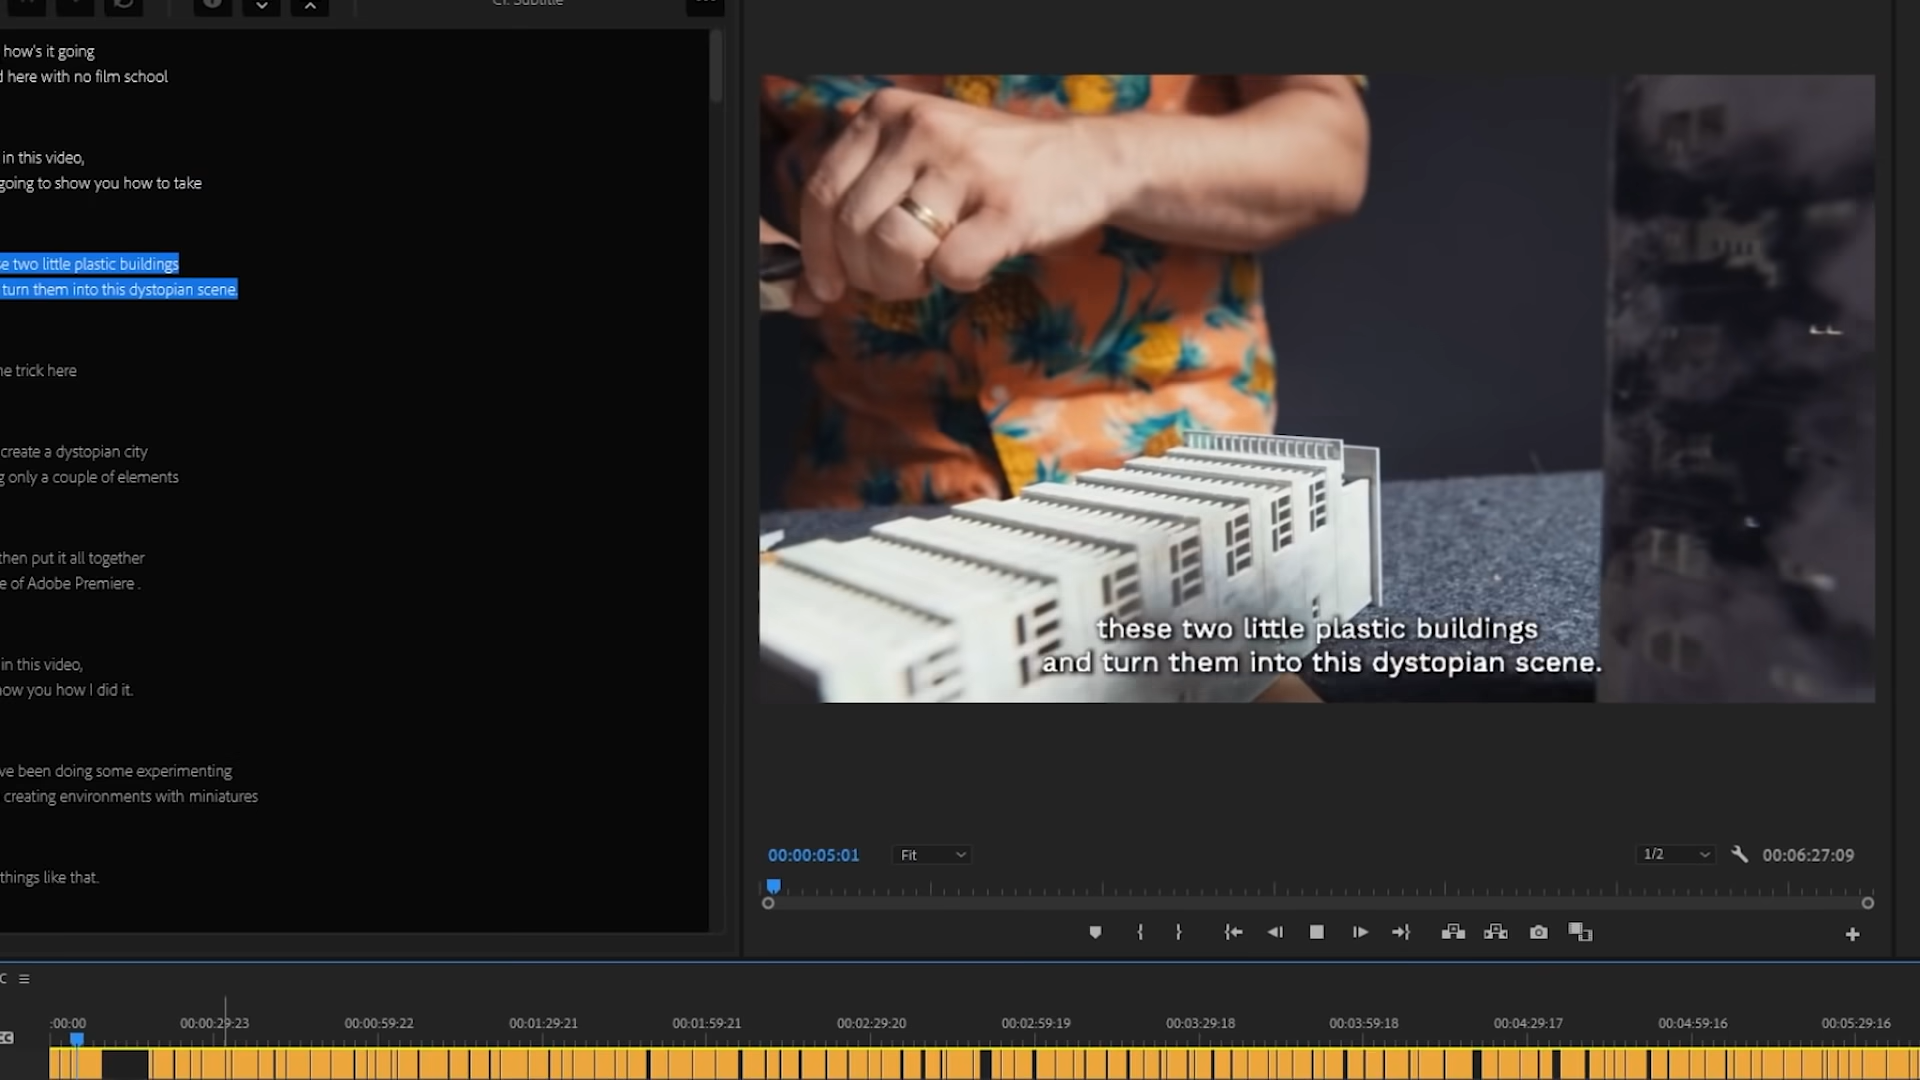 how's it going
here with no film school
in this video,
going to show you how to take
two little plastic buildings
turn them into this dystopian scene.
trick here
create a dystopian city
only a couple of elements
then put it all together
of Adobe Premiere .
in this video,
you how I did it.
been doing some experimenting
creating environments with miniatures
things like that.
these two little plastic buildings
and turn them into this dystopian scene.
00:00:05:01
Fit
1/2
00:06:27:09
:00:00
00:00:29:23
00:00:59:22
00:01:29:21
00:01:59:21
00:02:29:20
00:02:59:19
00:03:29:18
00:03:59:18
00:04:29:17
00:04:59:16
00:05:29:16